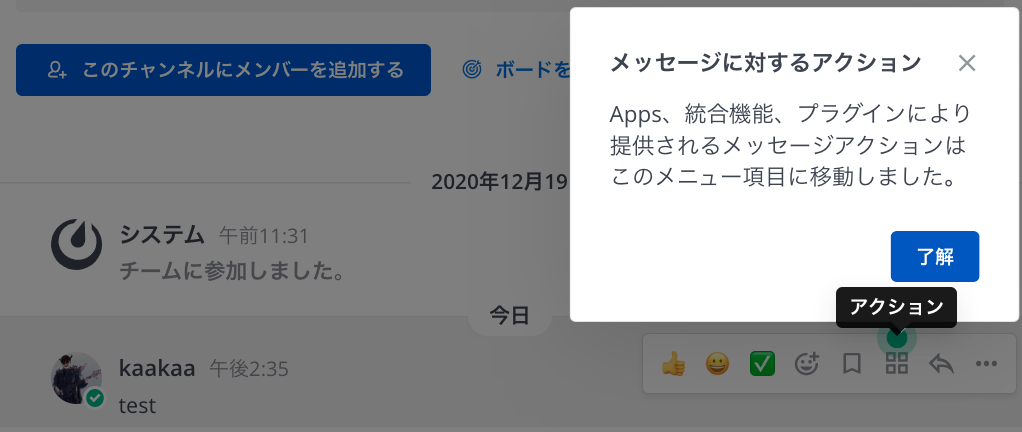 このチャンネルにメンバーを追加する
ボードを
メッセージに対するアクション
Apps、統合機能、プラグインにより
提供されるメッセージアクションは
このメニュー項目に移動しました。
了解
2020年12月19
システム 午前11:31
チームに参加しました。
アクション
今日
kaakaa 午後2:35
test